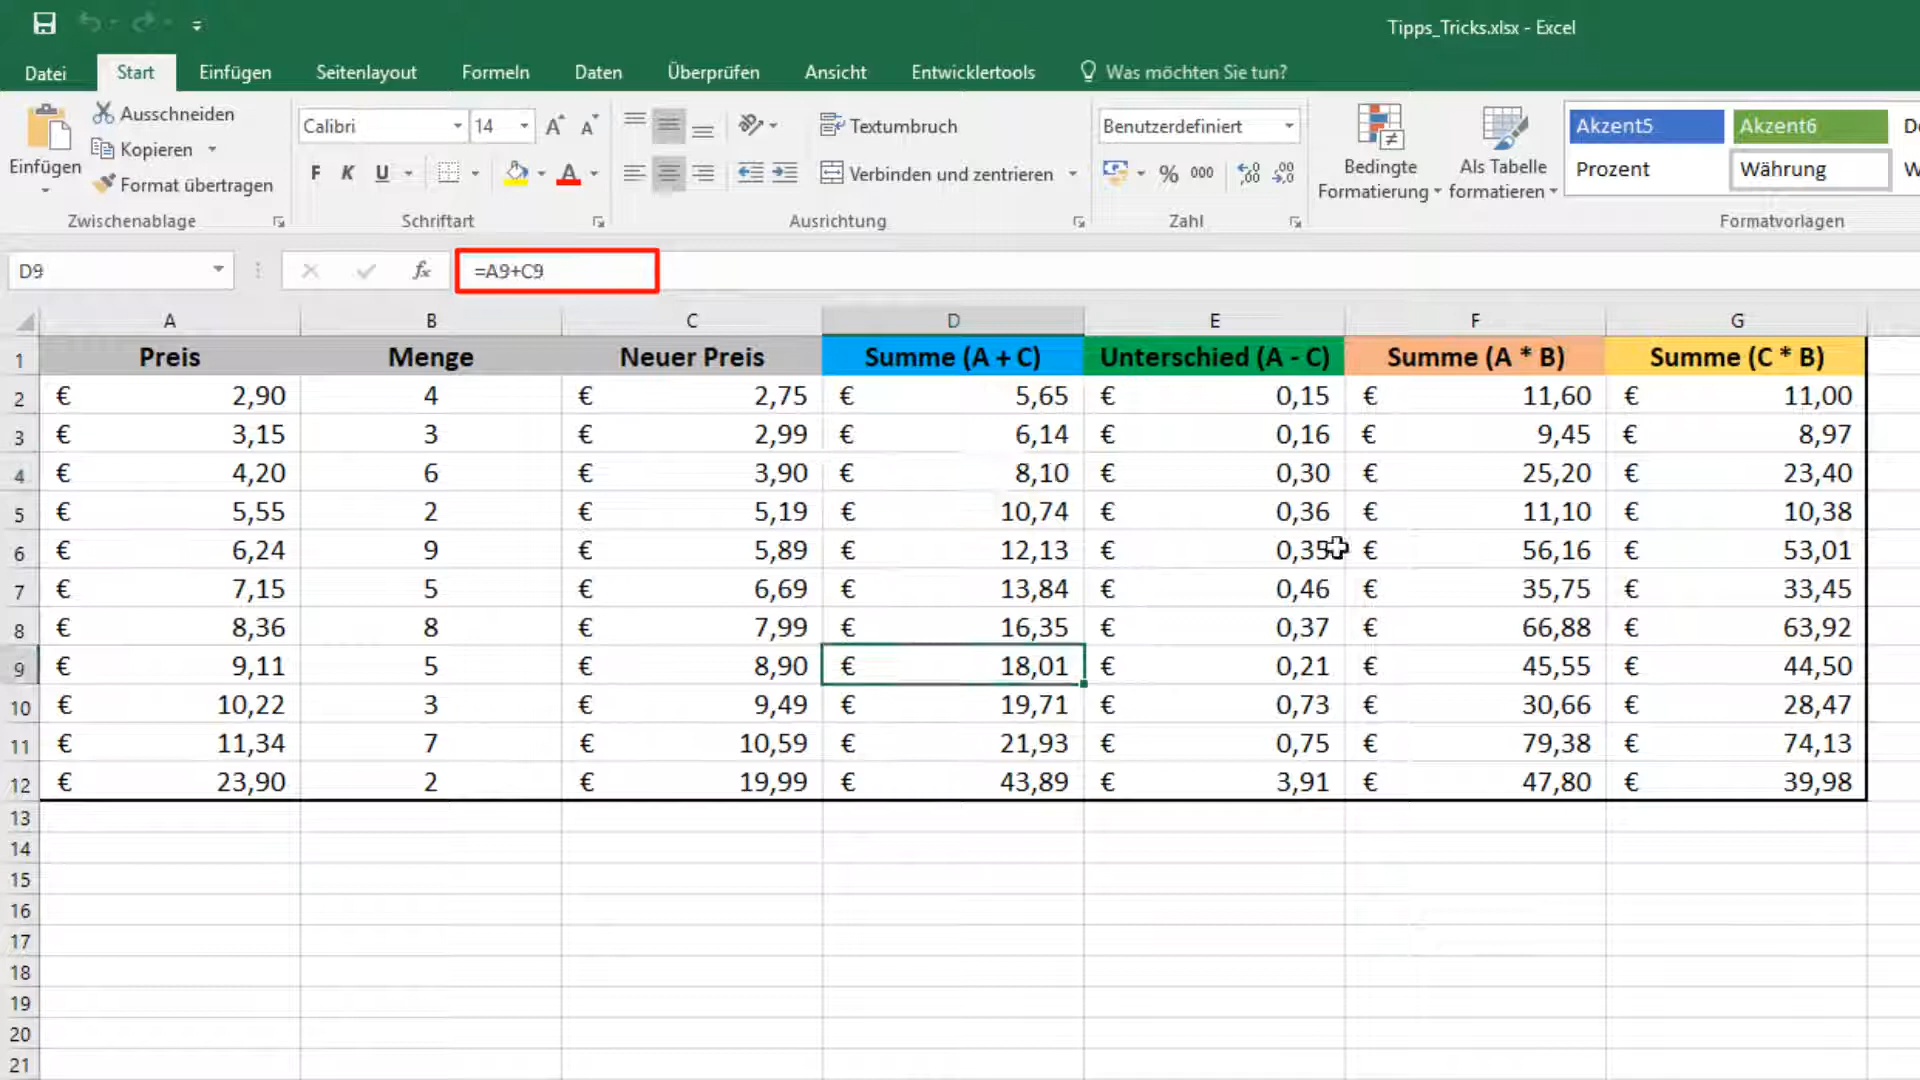 Tipps_Tricks.xlsx - Excel
Datei Start Einfügen Seitenlayout Formeln Daten Überprüfen Ansicht Entwicklertools Was möchten Sie tun?
Einfügen
Ausschneiden
Kopieren
Format übertragen
Zwischenablage
Calibri 14
F K U
Schriftart
Textumbruch
Verbinden und zentrieren
Ausrichtung
Benutzerdefiniert
% 000
Zahl
Bedingte
Formatierung
Als Tabelle
formatieren
Akzent5 Akzent6
Prozent Währung
Formatvorlagen
D9 fx =A9+C9
A B C D E F G
1 Preis Menge Neuer Preis Summe (A + C) Unterschied (A - C) Summe (A * B) Summe (C * B)
2 € 2,90 4 € 2,75 € 5,65 € 0,15 € 11,60 € 11,00
3 € 3,15 3 € 2,99 € 6,14 € 0,16 € 9,45 € 8,97
4 € 4,20 6 € 3,90 € 8,10 € 0,30 € 25,20 € 23,40
5 € 5,55 2 € 5,19 € 10,74 € 0,36 € 11,10 € 10,38
6 € 6,24 9 € 5,89 € 12,13 € 0,35 € 56,16 € 53,01
7 € 7,15 5 € 6,69 € 13,84 € 0,46 € 35,75 € 33,45
8 € 8,36 8 € 7,99 € 16,35 € 0,37 € 66,88 € 63,92
9 € 9,11 5 € 8,90 € 18,01 € 0,21 € 45,55 € 44,50
10 € 10,22 3 € 9,49 € 19,71 € 0,73 € 30,66 € 28,47
11 € 11,34 7 € 10,59 € 21,93 € 0,75 € 79,38 € 74,13
12 € 23,90 2 € 19,99 € 43,89 € 3,91 € 47,80 € 39,98
13
14
15
16
17
18
19
20
21